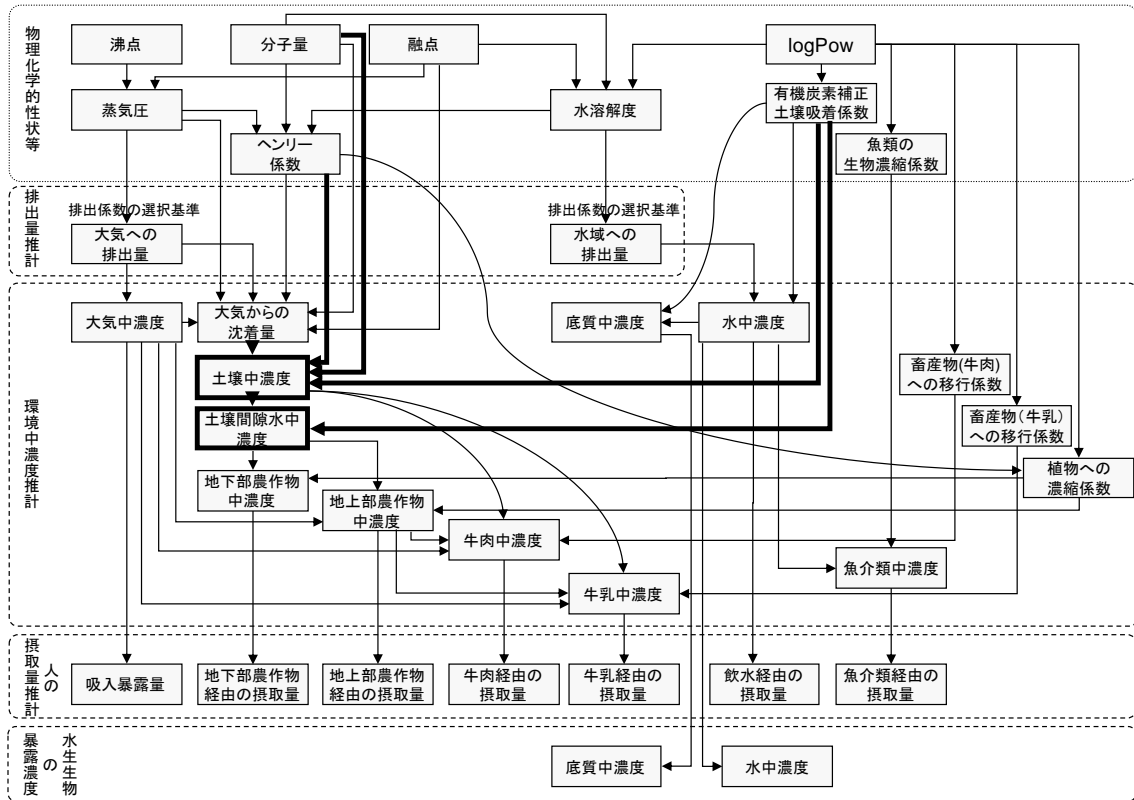 物理化学的性状等
沸点
分子量
融点
logPow
蒸気圧
水溶解度
有機炭素補正
土壌吸着係数
ヘンリー
係数
魚類の
生物濃縮係数
排出量推計
排出係数の選択基準
排出係数の選択基準
大気への
排出量
水域への
排出量
環境中濃度推計
大気中濃度
大気からの
沈着量
底質中濃度
水中濃度
土壌中濃度
畜産物(牛肉)
への移行係数
土壌間隙水中
濃度
畜産物(牛乳)
への移行係数
地下部農作物
中濃度
植物への
濃縮係数
地上部農作物
中濃度
牛肉中濃度
魚介類中濃度
牛乳中濃度
人の
摂取量推計
吸入暴露量
地下部農作物
経由の摂取量
地上部農作物
経由の摂取量
牛肉経由の
摂取量
牛乳経由の
摂取量
飲水経由の
摂取量
魚介類経由の
摂取量
水生生物
の
暴露濃度
底質中濃度
水中濃度